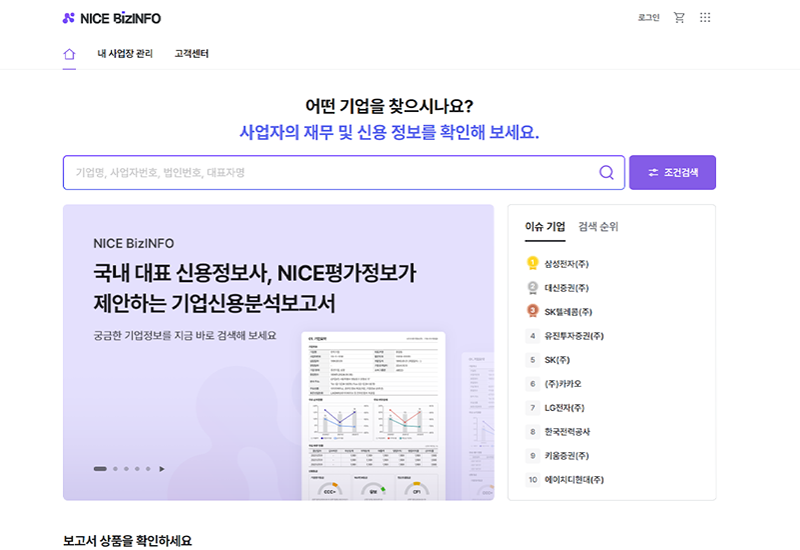 NICE BizINFO
로그인
내 사업장 관리
고객센터
어떤 기업을 찾으시나요?
사업자의 재무 및 신용 정보를 확인해 보세요.
기업명, 사업자번호, 법인번호, 대표자명
조건검색
NICE BizINFO
국내 대표 신용정보사, NICE평가정보가
제안하는 기업신용분석보고서
궁금한 기업정보를 지금 바로 검색해 보세요
CCC+
정상
CF1
이슈 기업
검색 순위
1 삼성전자(주)
2 대신증권(주)
3 SK텔레콤(주)
4 유진투자증권(주)
5 SK(주)
6 (주)카카오
7 LG전자(주)
8 한국전력공사
9 키움증권(주)
10 에이치디현대(주)
보고서 상품을 확인하세요